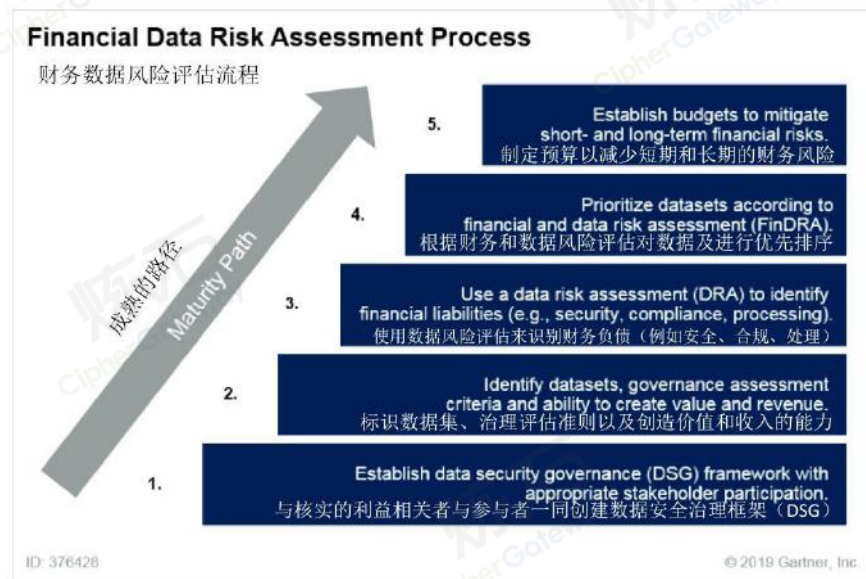 Financial Data Risk Assessment Process
财务数据风险评估流程
5.
Establish budgets to mitigate
short- and long-term financial risks.
制定预算以减少短期和长期的财务风险
4.
Prioritize datasets according to
financial and data risk assessment (FinDRA).
根据财务和数据风险评估对数据及进行优先排序
3.
Use a data risk assessment (DRA) to identify
financial liabilities (e.g., security, compliance, processing).
使用数据风险评估来识别财务负债（例如安全、合规、处理）
2.
Identify datasets, governance assessment
criteria and ability to create value and revenue.
标识数据集、治理评估准则以及创造价值和收入的能力
1.
Establish data security governance (DSG) framework with
appropriate stakeholder participation.
与核实的利益相关者与参与者一同创建数据安全治理框架（DSG）
成熟的路径
Maturity Path
ID: 376428
© 2019 Gartner, Inc.
炼石
CipherGateway